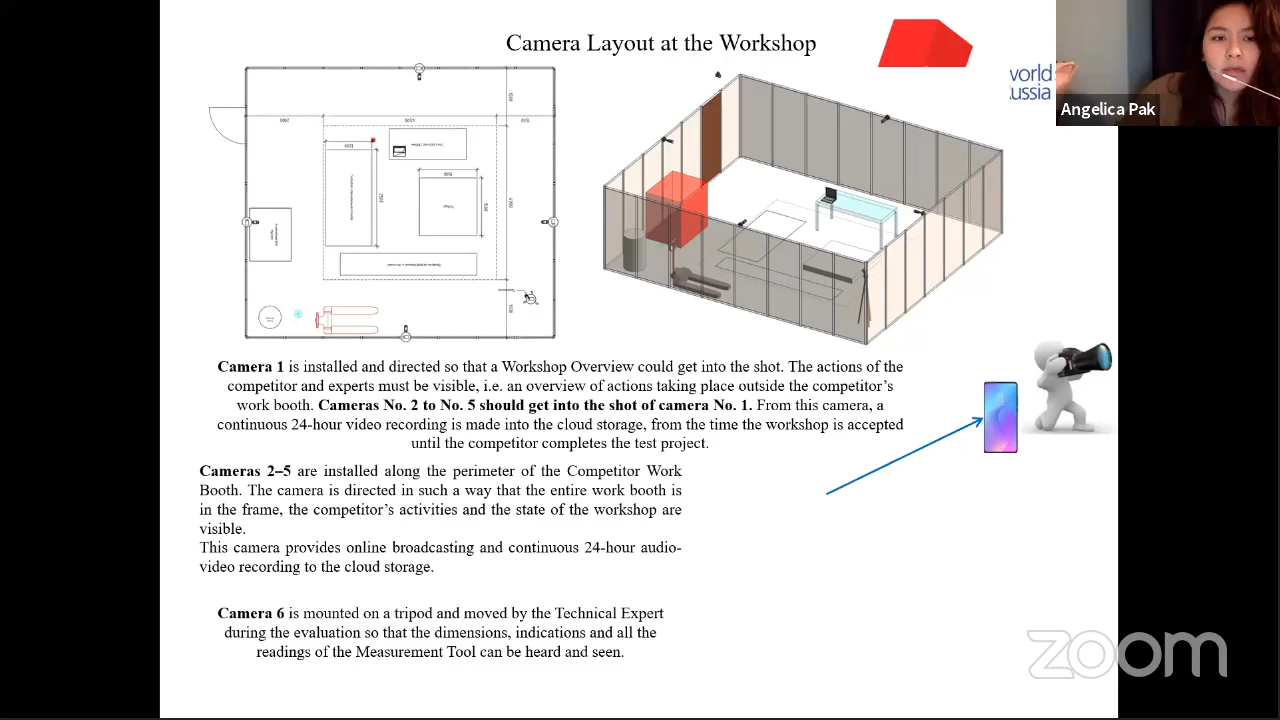 Camera Layout at the Workshop
world
ussia
Angelica Pak
Camera 1 is installed and directed so that a Workshop Overview could get into the shot. The actions of the
competitor and experts must be visible, i.e. an overview of actions taking place outside the competitor's
work booth. Cameras No. 2 to No. 5 should get into the shot of camera No. 1. From this camera, a
continuous 24-hour video recording is made into the cloud storage, from the time the workshop is accepted
until the competitor completes the test project.
Cameras 2–5 are installed along the perimeter of the Competitor Work
Booth. The camera is directed in such a way that the entire work booth is
in the frame, the competitor's activities and the state of the workshop are
visible.
This camera provides online broadcasting and continuous 24-hour audio-
video recording to the cloud storage.
Camera 6 is mounted on a tripod and moved by the Technical Expert
during the evaluation so that the dimensions, indications and all the
readings of the Measurement Tool can be heard and seen.
zoom